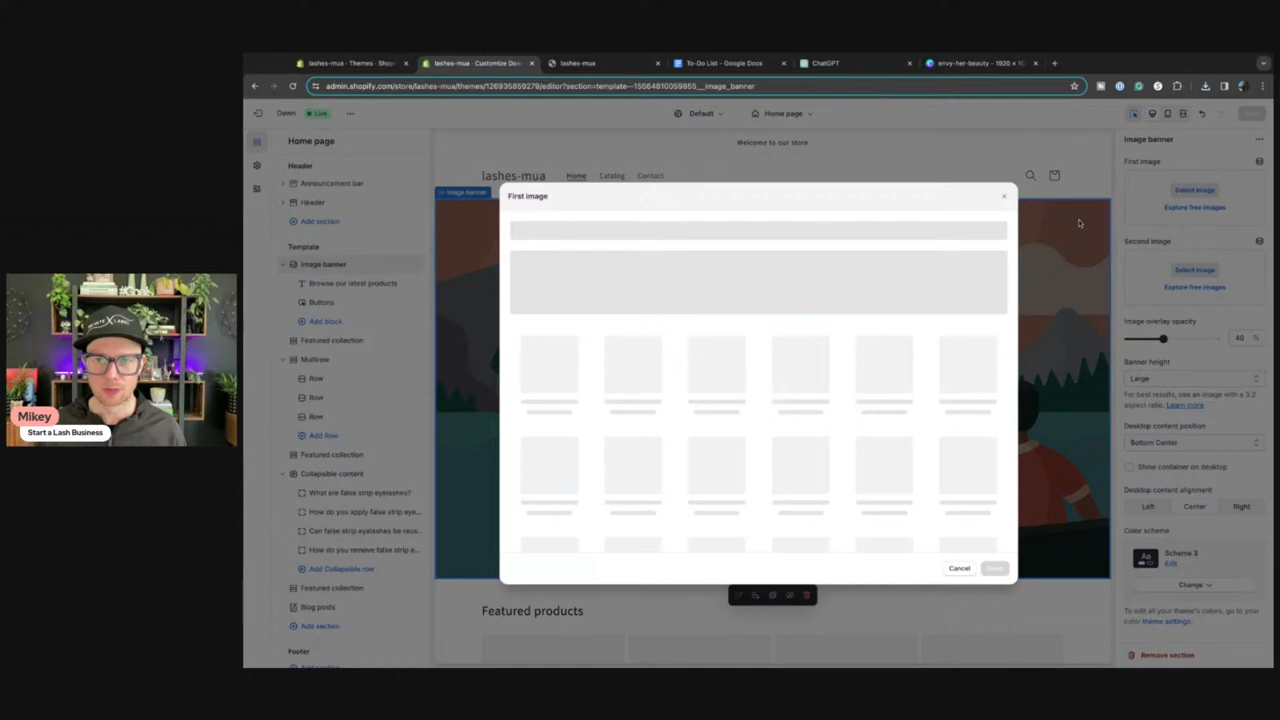 lashes-mua - Themes - Shop
lashes-mua - Customize Daw
lashes-mua
To-Do List - Google Docs
ChatGPT
envy-her-beauty - 1920 × 10
admin.shopify.com/store/lashes-mua/themes/126935859279/editor?section=template--15564810059855__image_banner
Dawn
Live
Default
Home page
Home page
Header
Announcement bar
Header
Add section
Template
Image banner
Browse our latest products
Buttons
Add block
Featured collection
Multirow
Row
Row
Row
Add Row
Featured collection
Collapsible content
What are false strip eyelashes?
How do you apply false strip eye...
Can false strip eyelashes be reus...
How do you remove false strip e...
Add Collapsible row
Featured collection
Blog posts
Add section
Footer
Welcome to our store
lashes-mua
Home
Catalog
Contact
Image banner
First image
Cancel
Done
Featured products
Image banner
First image
Select image
Explore free images
Second image
Select image
Explore free images
Image overlay opacity
40 %
Banner height
Large
For best results, use an image with a 3:2
aspect ratio. Learn more
Desktop content position
Bottom Center
Show container on desktop
Desktop content alignment
Left
Center
Right
Color scheme
Aa
Scheme 3
Edit
Change
To edit all your theme's colors, go to your
theme settings.
Remove section
Mikey
Start a Lash Business